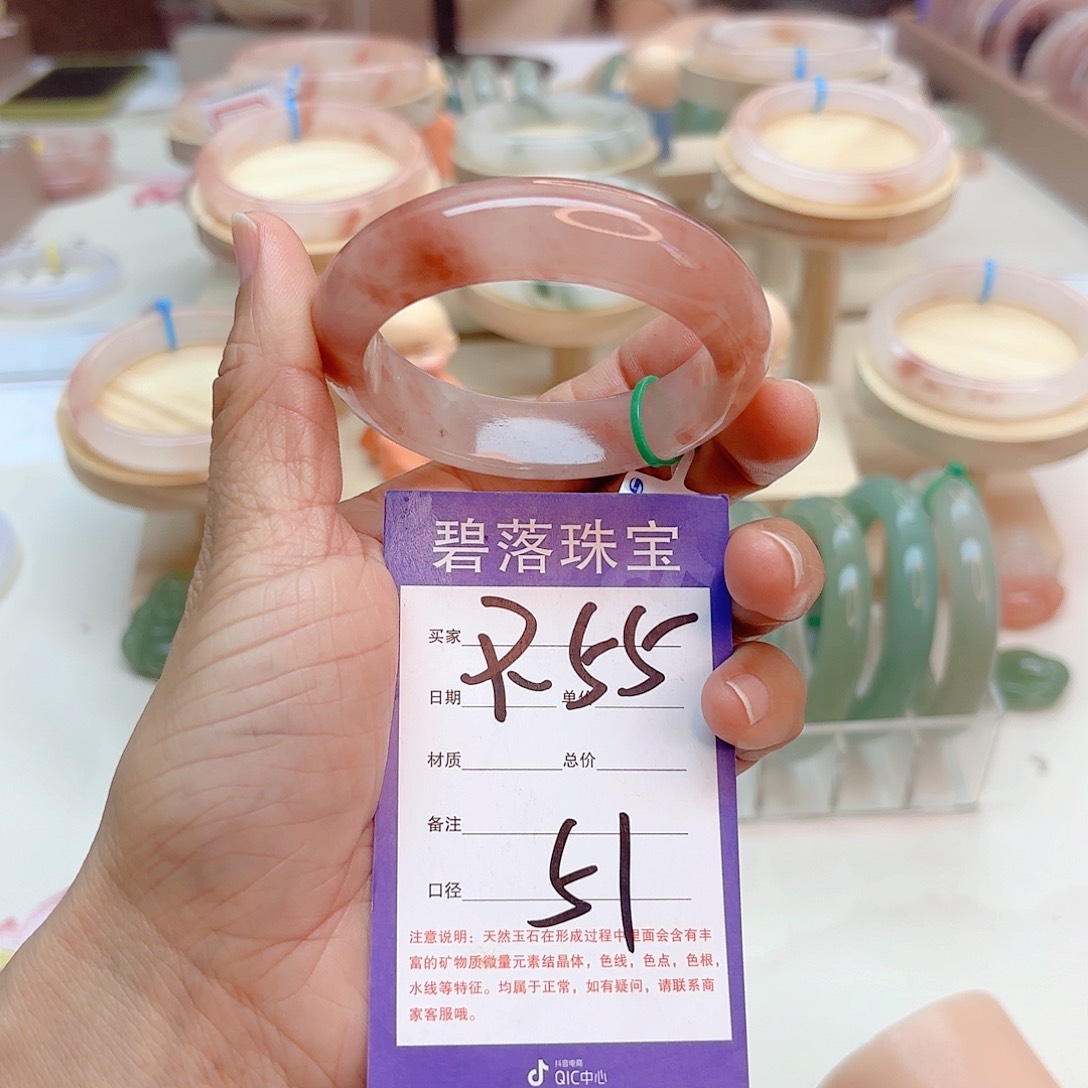 碧落珠宝
买家
Z 55
日期 单价
材质 总价
备注
口径
51
注意说明：天然玉石在形成过程中里面会含有丰
富的矿物质微量元素结晶体，色线，色点，色根，
水线等特征。均属于正常，如有疑问，请联系商
家客服哦。
抖音电商
QIC中心